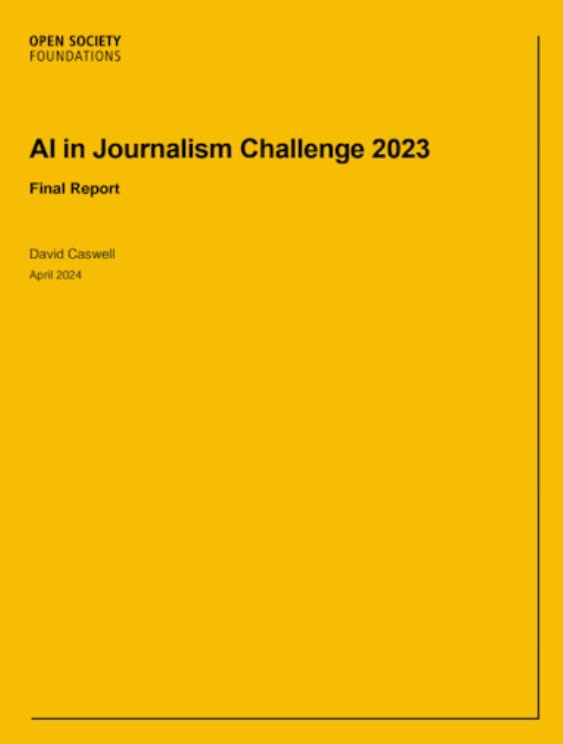 OPEN SOCIETY
FOUNDATIONS
AI in Journalism Challenge 2023
Final Report
David Caswell
April 2024